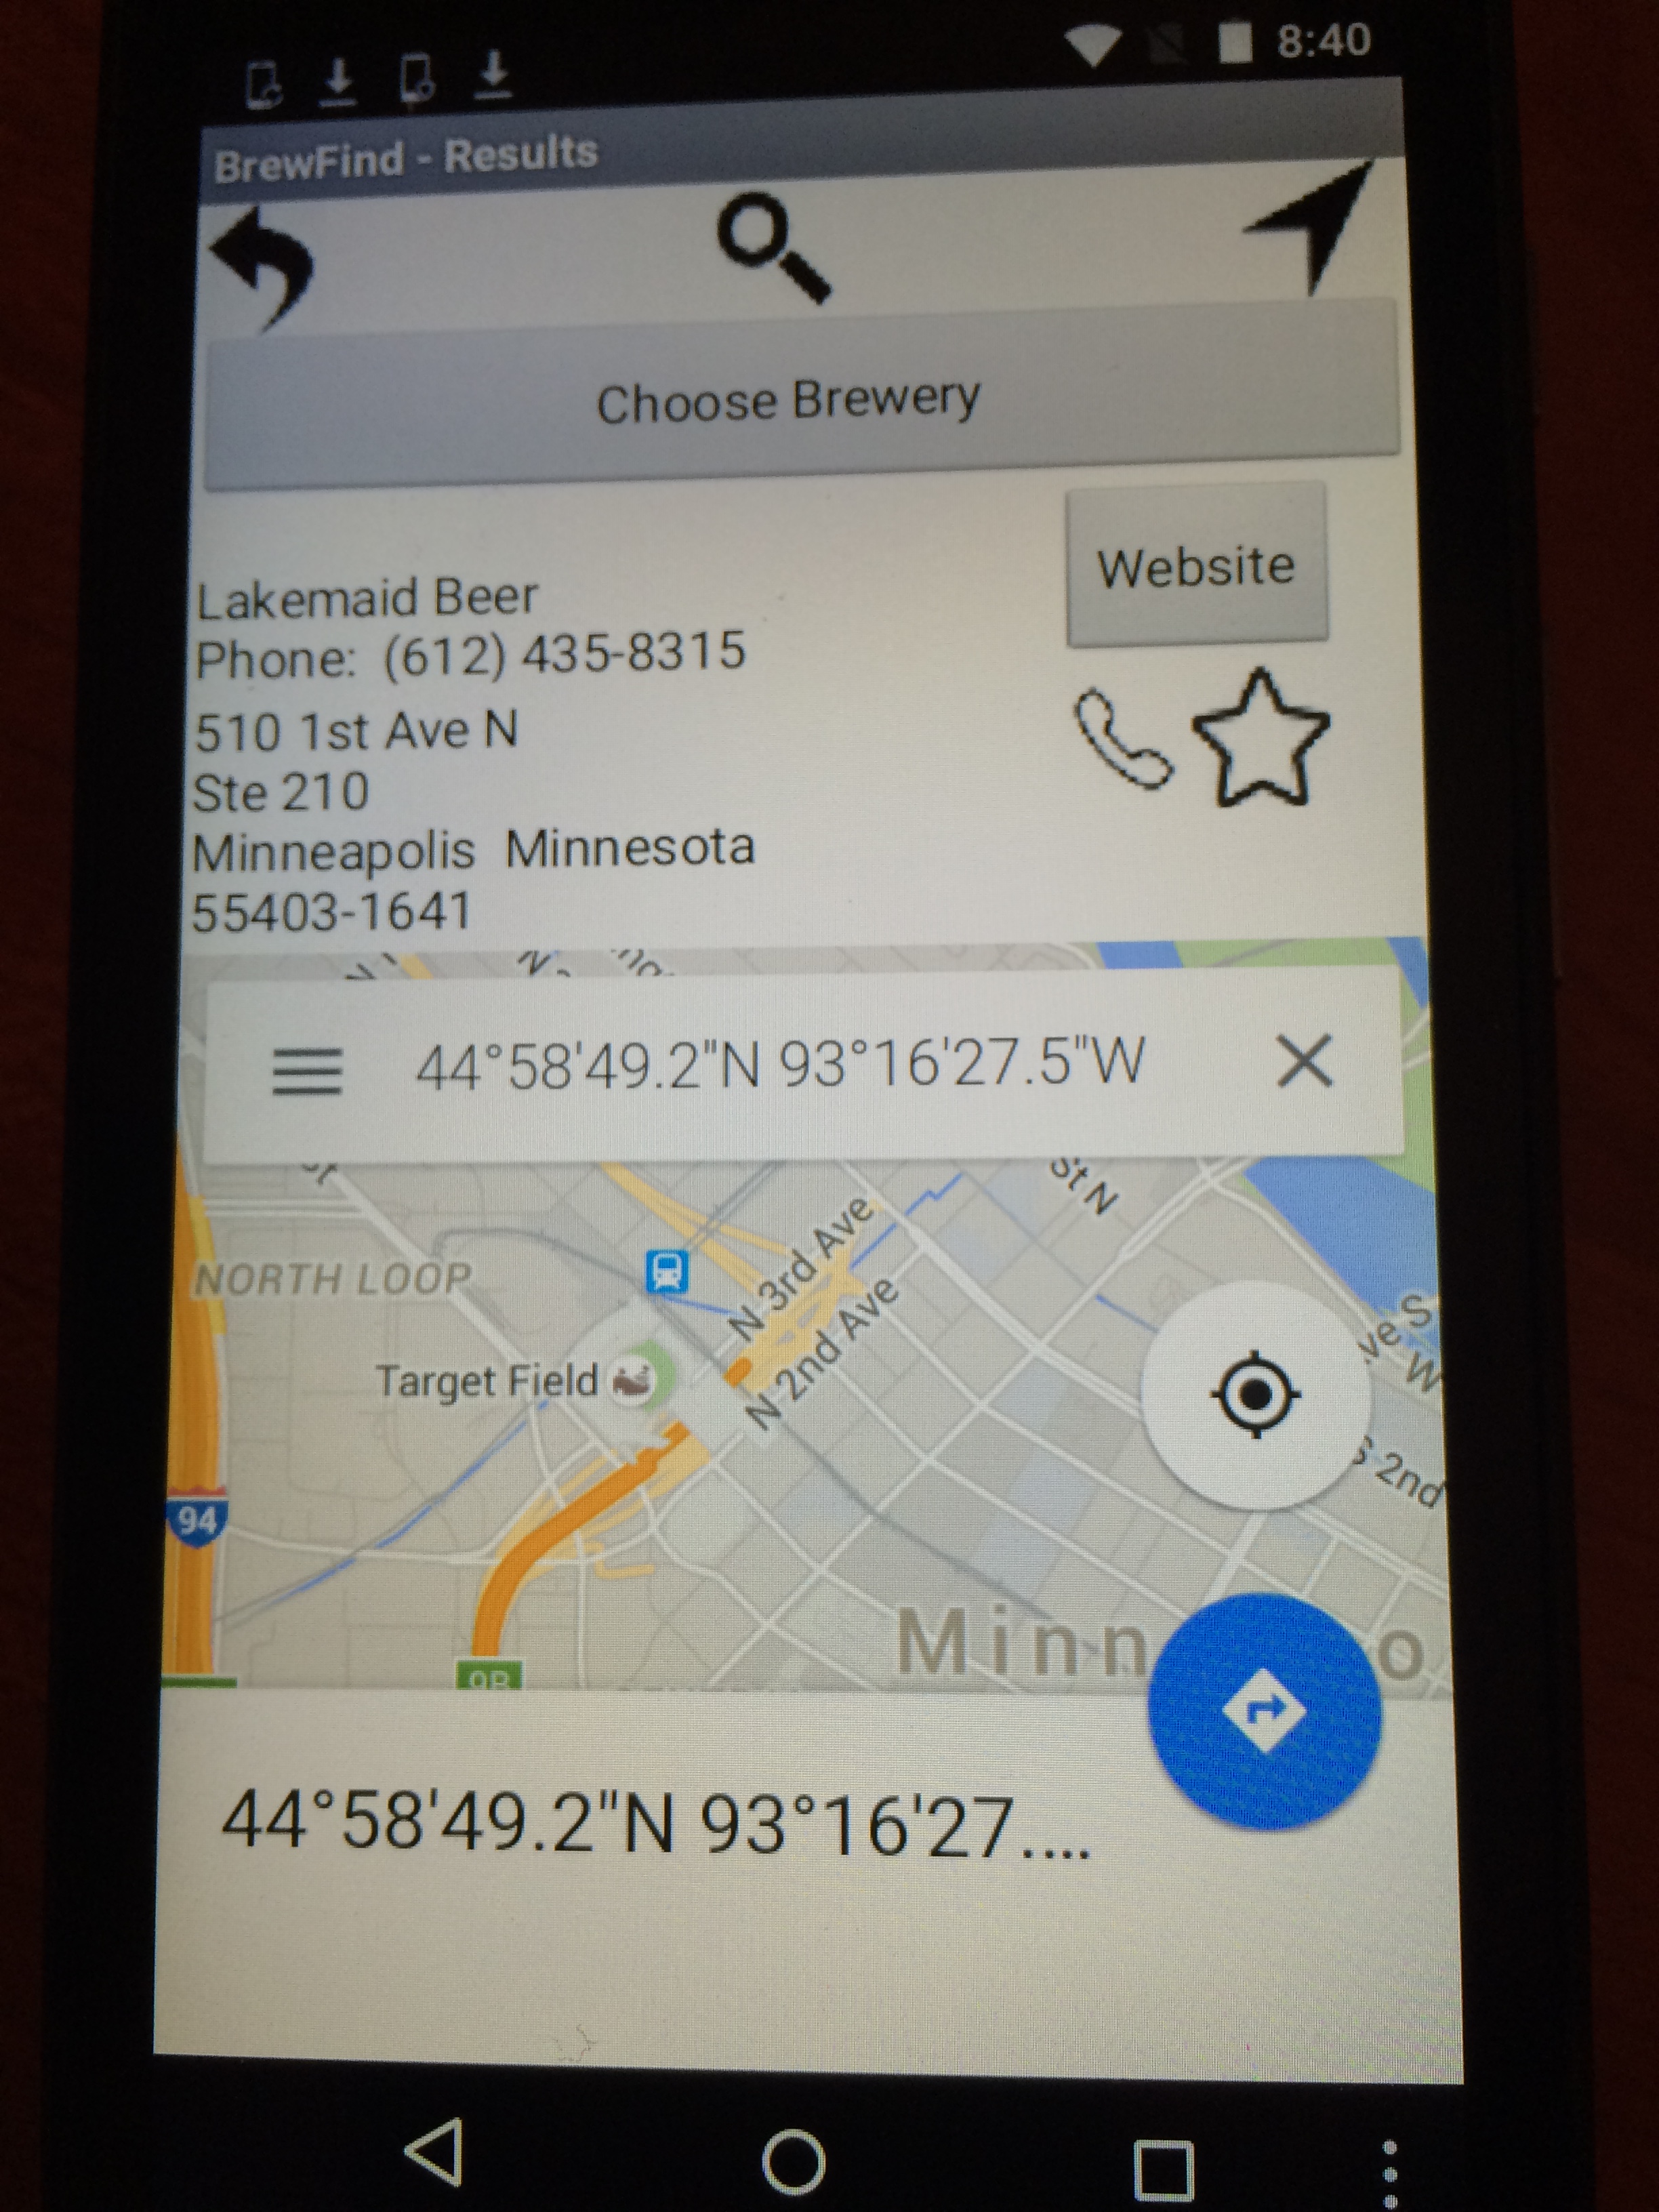 8:40
BrewFind - Results
Choose Brewery
Website
Lakemaid Beer
Phone: (612) 435-8315
510 1st Ave N
Ste 210
Minneapolis Minnesota
55403-1641
44°58'49.2"N 93°16'27.5"W
St N
N 3rd Ave
NORTH LOOP
N 2nd Ave
Target Field
ve S
W
S 2nd
94
Minn o
9B
44°58'49.2"N 93°16'27....